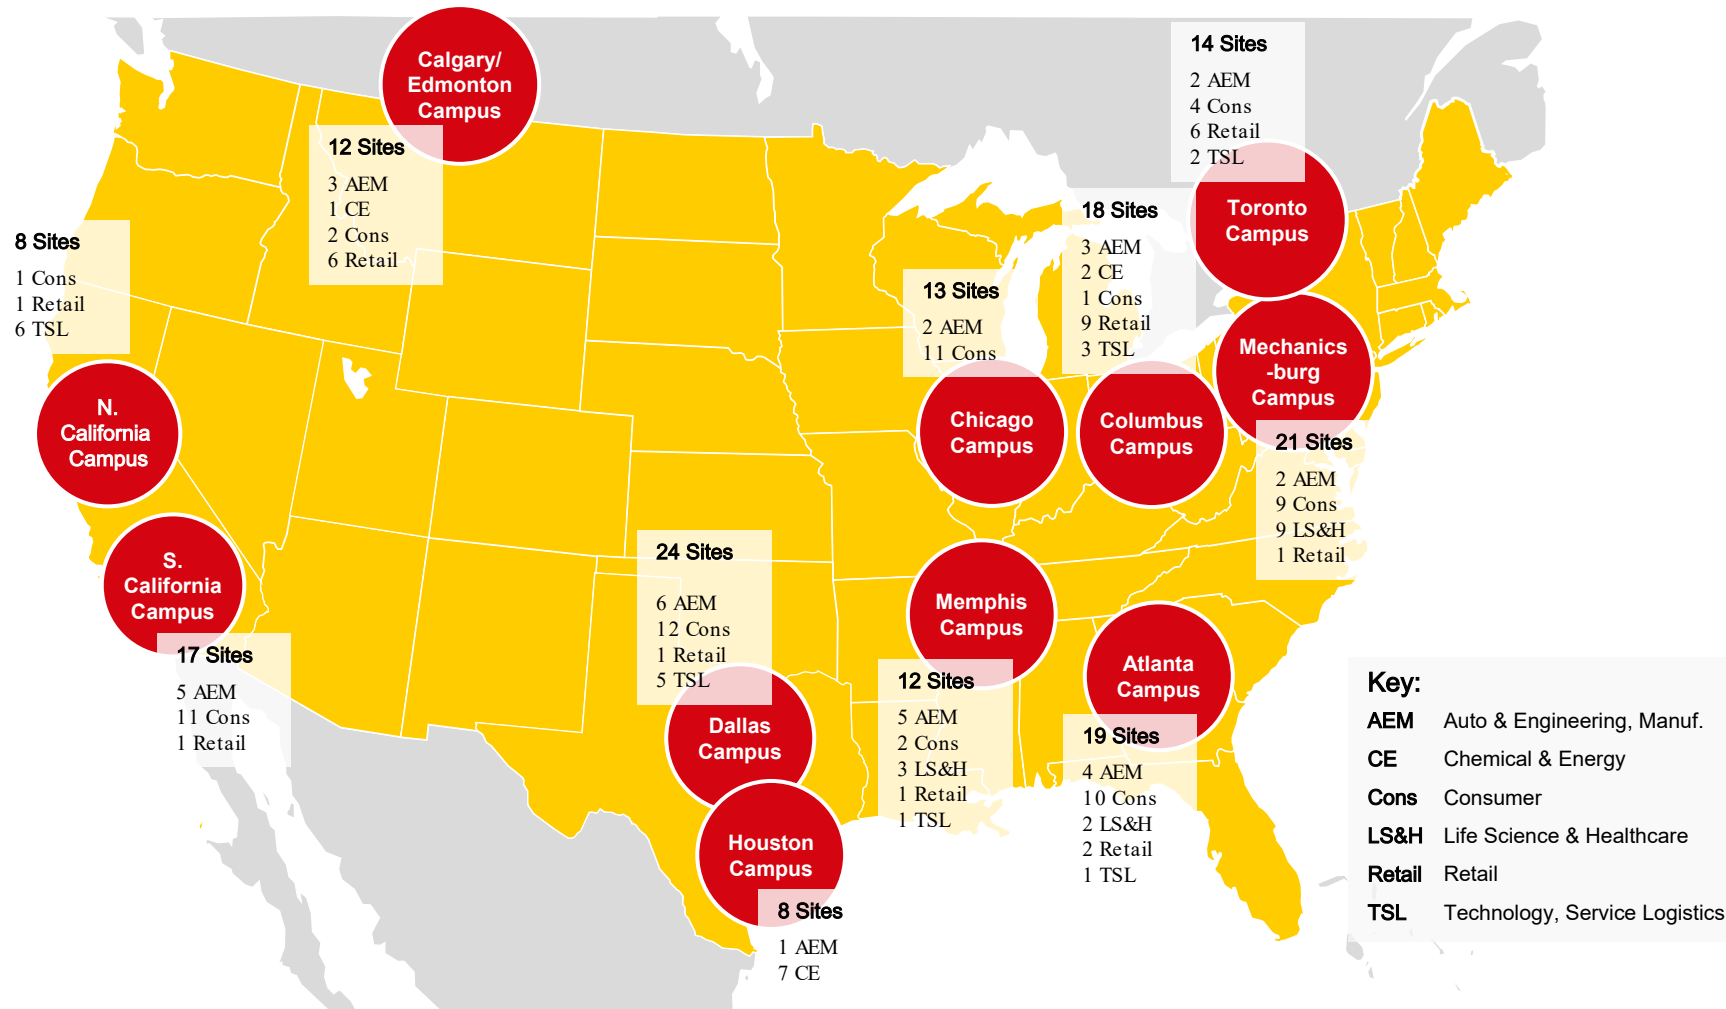 Calgary/
Edmonton
Campus
12 Sites
3 AEM
1 CE
2 Cons
6 Retail
14 Sites
2 AEM
4 Cons
6 Retail
2 TSL
Toronto
Campus
8 Sites
1 Cons
1 Retail
6 TSL
N.
California
Campus
18 Sites
3 AEM
2 CE
1 Cons
9 Retail
3 TSL
Columbus
Campus
13 Sites
2 AEM
11 Cons
Chicago
Campus
Mechanics
-burg
Campus
21 Sites
2 AEM
9 Cons
9 LS&H
1 Retail
S.
California
Campus
17 Sites
5 AEM
11 Cons
1 Retail
24 Sites
6 AEM
12 Cons
1 Retail
5 TSL
Dallas
Campus
Memphis
Campus
12 Sites
5 AEM
2 Cons
3 LS&H
1 Retail
1 TSL
Atlanta
Campus
19 Sites
4 AEM
10 Cons
2 LS&H
2 Retail
1 TSL
Houston
Campus
8 Sites
1 AEM
7 CE
Key:
AEM Auto & Engineering, Manuf.
CE Chemical & Energy
Cons Consumer
LS&H Life Science & Healthcare
Retail Retail
TSL Technology, Service Logistics